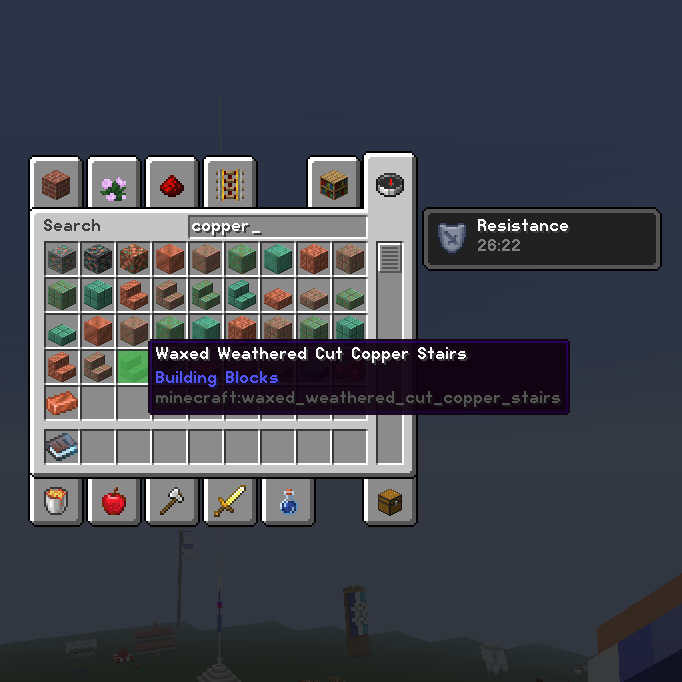 Search
copper_
Resistance
26:22
Waxed Weathered Cut Copper Stairs
Building Blocks
minecraft:waxed_weathered_cut_copper_stairs